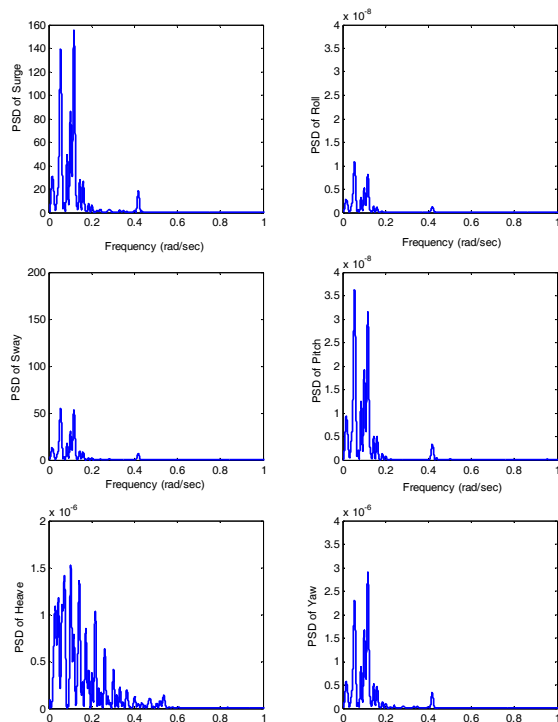 PSD of Surge
160
140
120
100
80
60
40
20
0
0 0.2 0.4 0.6 0.8 1
Frequency (rad/sec)
x 10-8
PSD of Roll
4
3.5
3
2.5
2
1.5
1
0.5
0
0 0.2 0.4 0.6 0.8 1
Frequency (rad/sec)
PSD of Sway
200
150
100
50
0
0 0.2 0.4 0.6 0.8 1
Frequency (rad/sec)
x 10-8
PSD of Pitch
4
3.5
3
2.5
2
1.5
1
0.5
0
0 0.2 0.4 0.6 0.8 1
Frequency (rad/sec)
x 10-6
PSD of Heave
2
1.5
1
0.5
0
0 0.2 0.4 0.6 0.8 1
x 10-6
PSD of Yaw
4
3.5
3
2.5
2
1.5
1
0.5
0
0 0.2 0.4 0.6 0.8 1